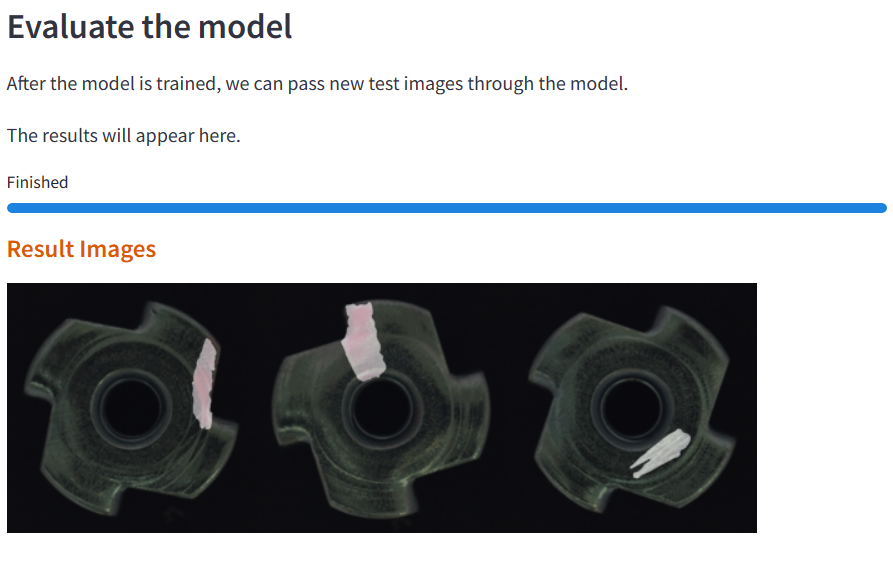 Evaluate the model
After the model is trained, we can pass new test images through the model.
The results will appear here.
Finished
Result Images